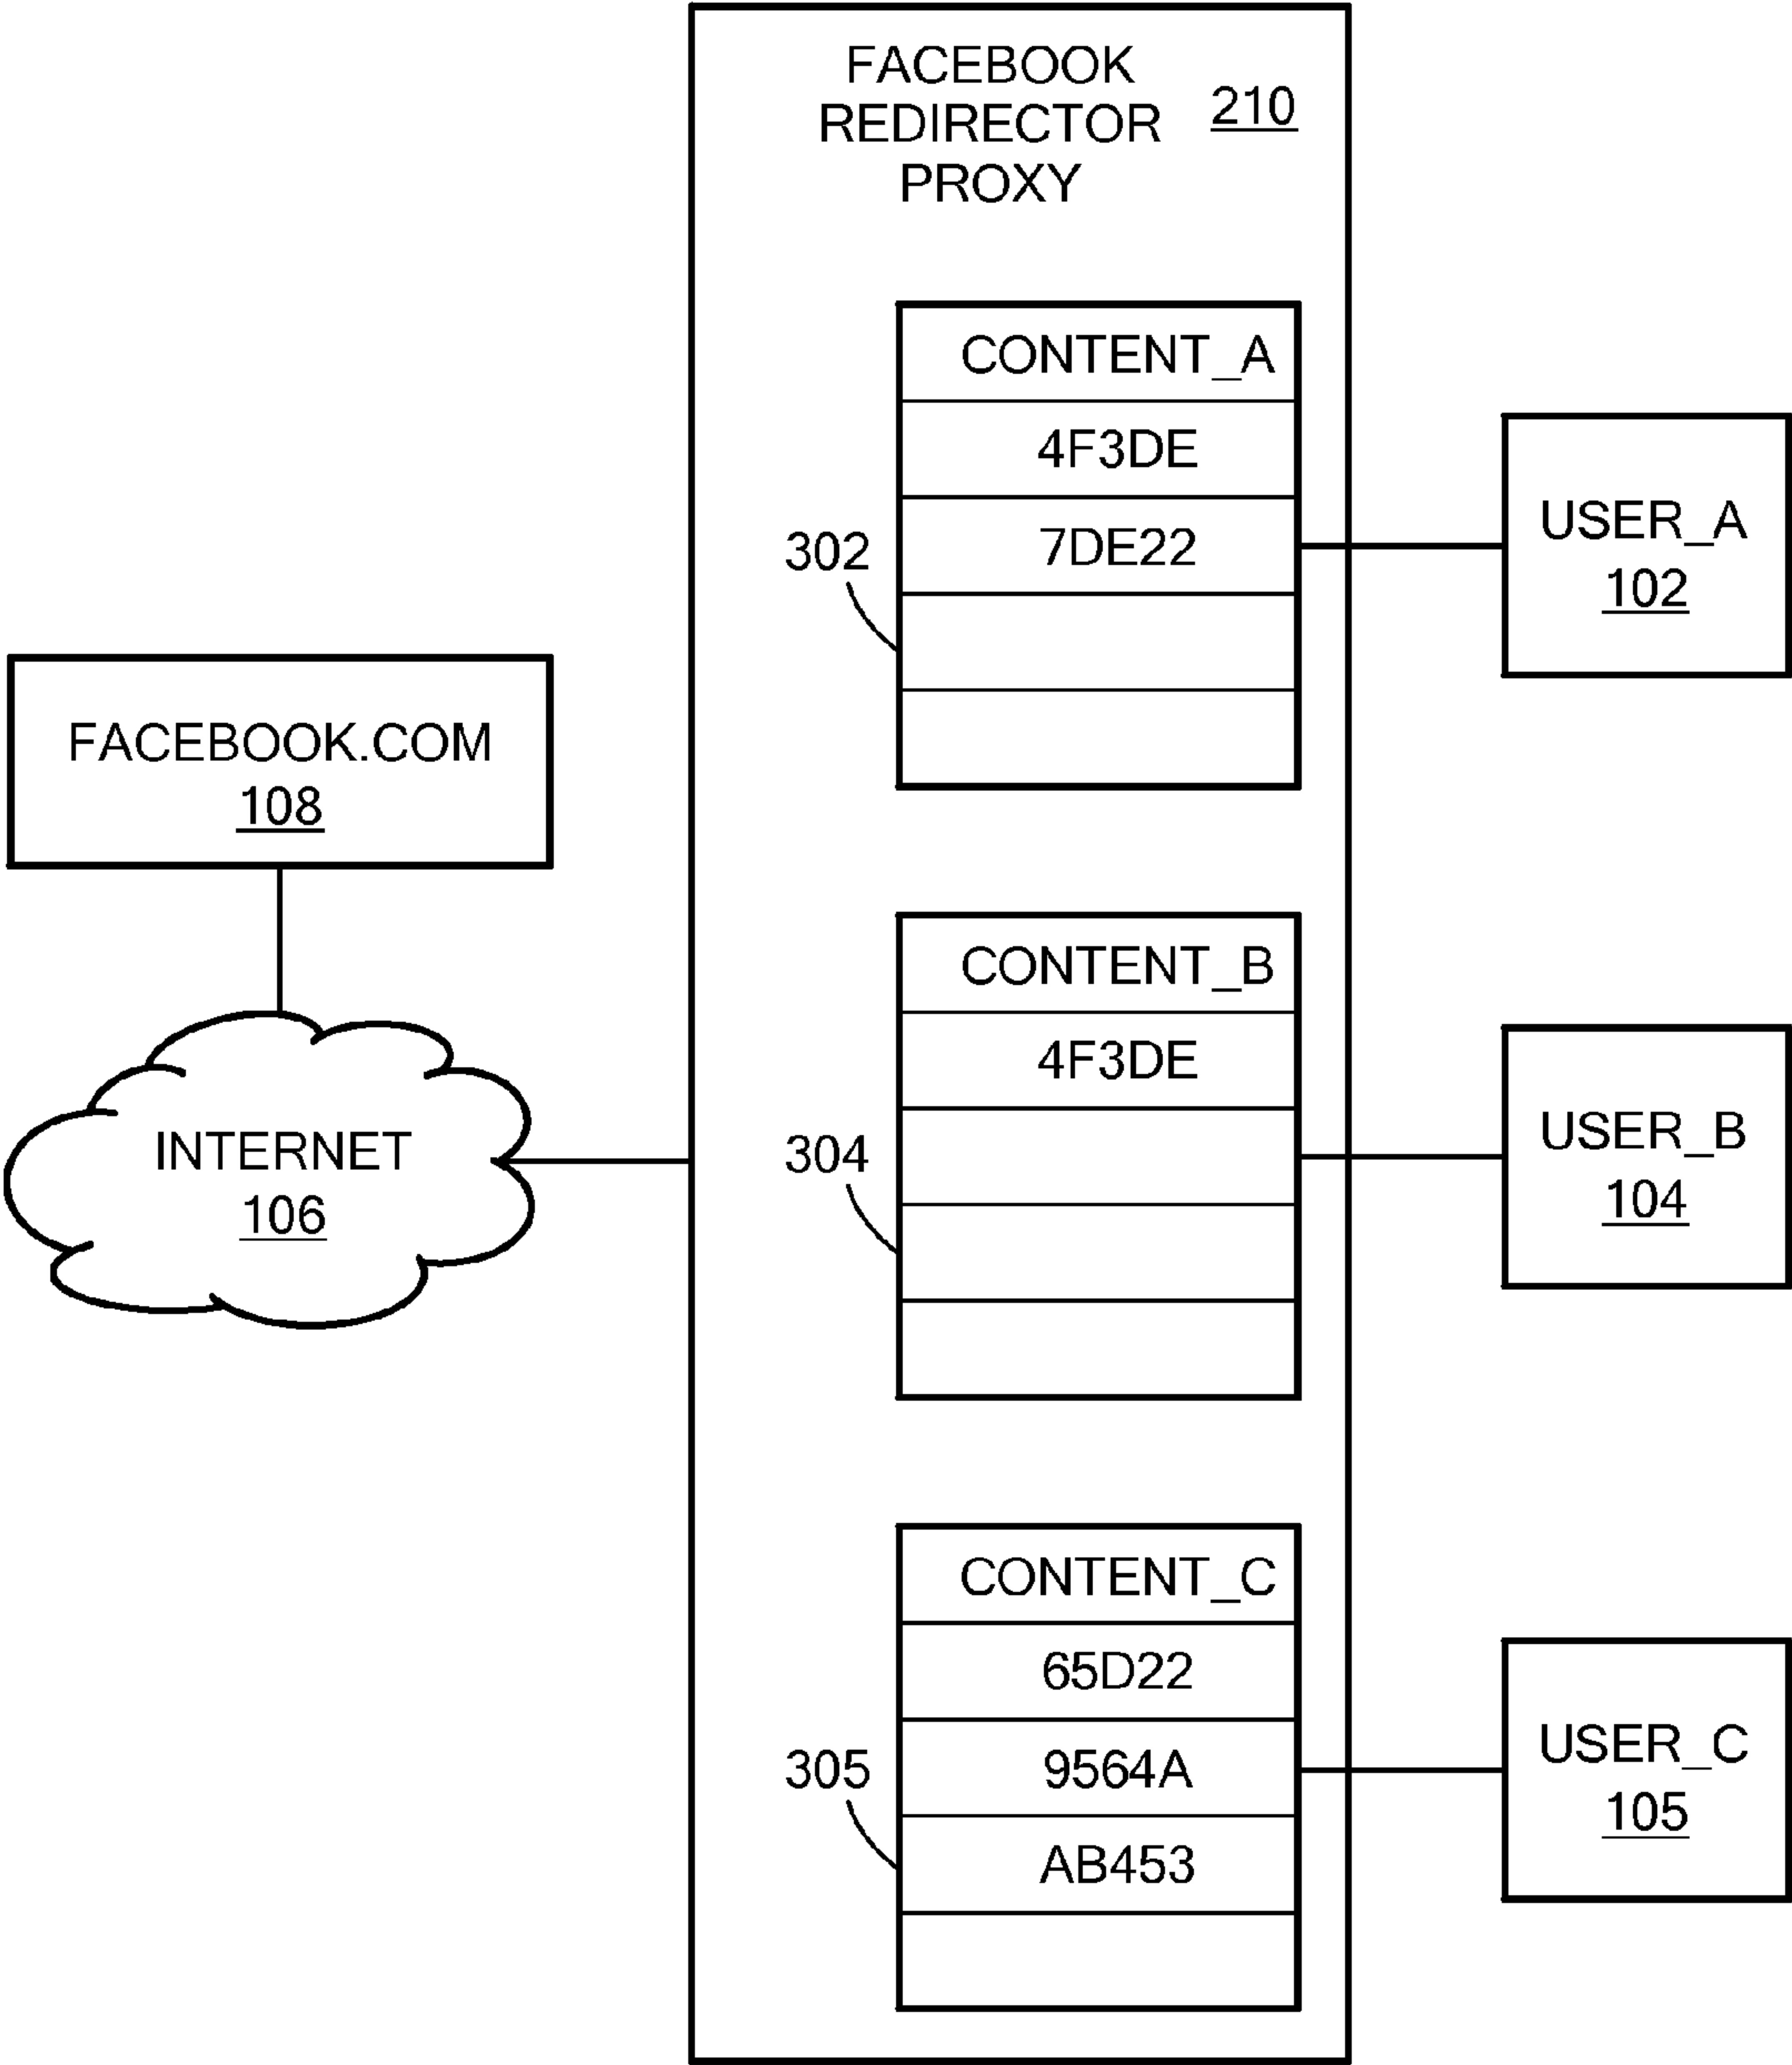 FACEBOOK
REDIRECTOR
PROXY
210
CONTENT_A
4F3DE
7DE22
302
USER_A
102
FACEBOOK.COM
108
CONTENT_B
4F3DE
304
USER_B
104
INTERNET
106
CONTENT_C
65D22
9564A
AB453
305
USER_C
105